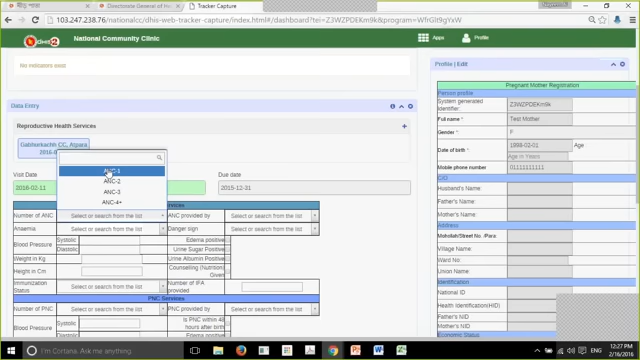 Directorate General of He
Tracker Capture
103.247.238.76/nationalcc/dhis-web-tracker-capture/index.html#/dashboard?tei=Z3WZPDEKm9k&program=WfrGIt9gYxW
dhis2
National Community Clinic
Apps
Profile
No indicators exist
Profile | Edit
Pregnant Mother Registration
Person profile
System generated identifier:
Z3WZPDEKm9k
Full name
Test Mother
Gender
F
Date of birth
1998-02-01
Age in Years
Mobile phone number
01111111111
C/O
Husband's Name:
Father's Name:
Mother's Name:
Address
Moholla/Street No. /Para:
Village Name:
Ward No.
Union Name:
Identification
National ID
Health Identification(HID)
Father's NID
Mother's NID
Economic Status
Data Entry
Reproductive Health Services
Gabhorkachh CC, Algara
Visit Date
2016-02-11
Due date
2015-12-31
ANC-1
ANC-2
ANC-3
ANC-4+
Services
Number of ANC
Select or search from the list
ANC provided by
Select or search from the list
Anaemia
Select or search from the list
Danger sign
Select or search from the list
Blood Pressure
Systolic
Diastolic
Edema positive
Urine Sugar Positive
Weight in Kg
Urine Albumin Positive
Height in Cm
Counselling (Nutrition) Given
Immunization Status
Select or search from the list
Number of IFA provided
PNC Services
Number of PNC
Select or search from the list
PNC provided by
Select or search from the list
Blood Pressure
Systolic
Diastolic
Is PNC within 48 hours after birth
Edema positive
I'm Cortana. Ask me anything.
ENG
12:27 PM
2/16/2016